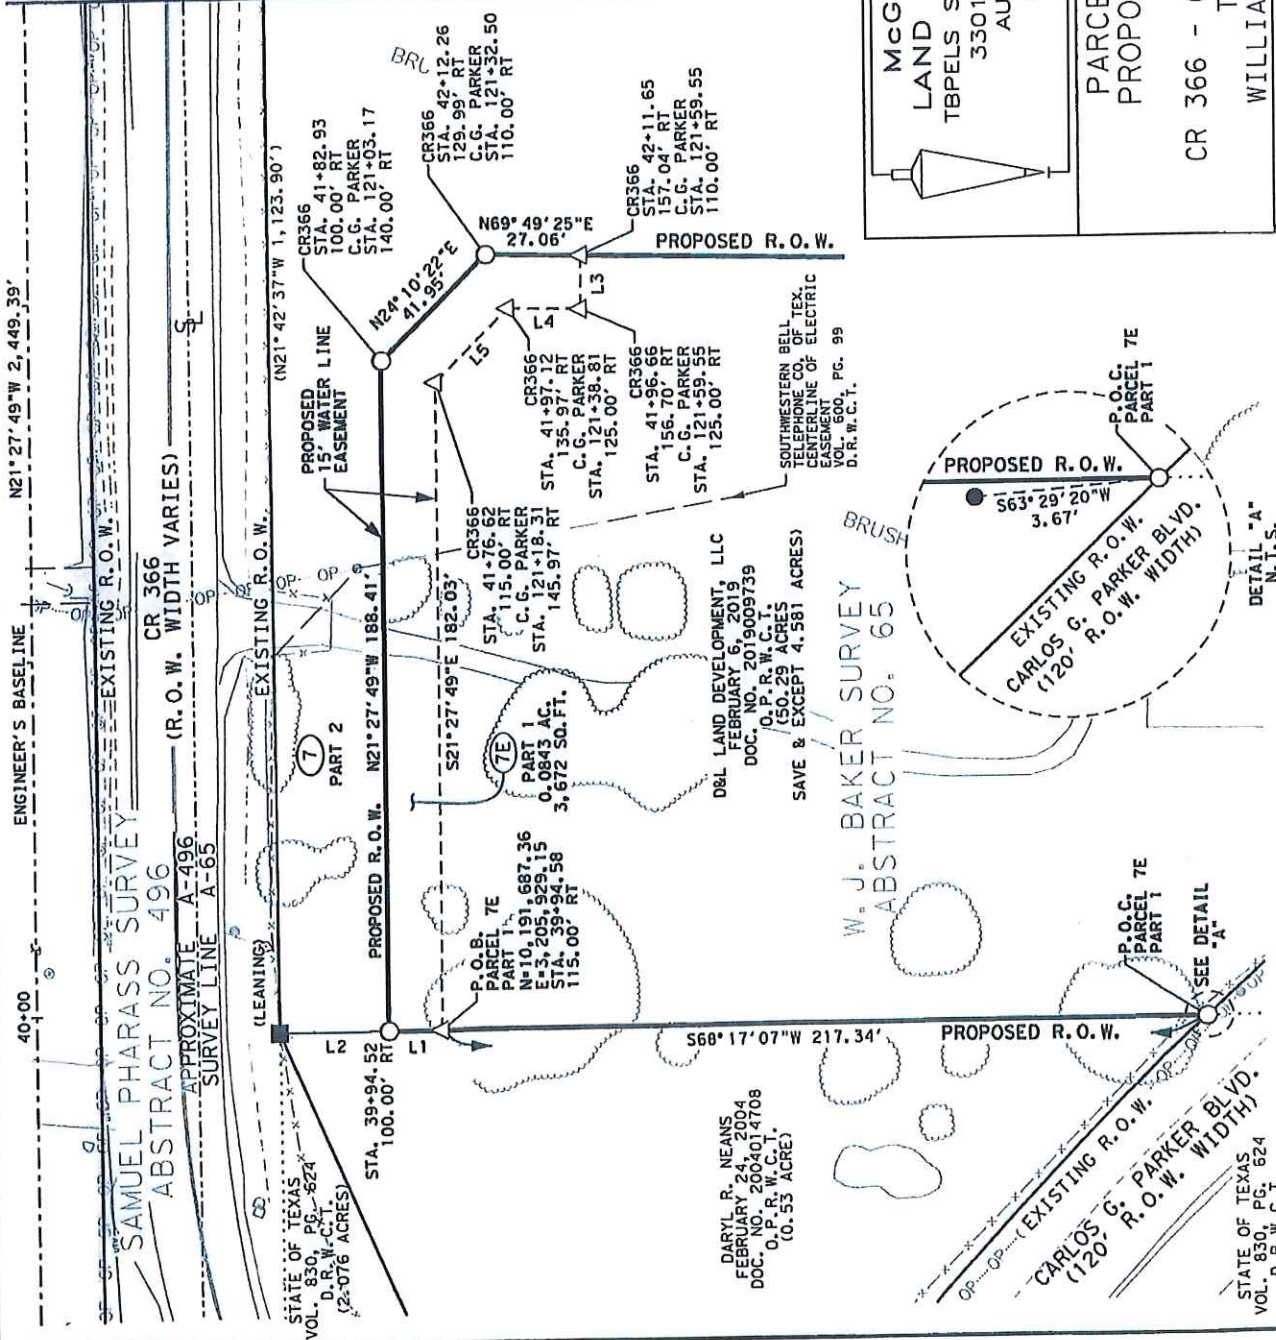 N21°27'49"W 2,449.39'
ENGINEER'S BASELINE
40+00
EXISTING R.O.W.
EXISTING R.O.W.
CR 366
(R.O.W. WIDTH VARIES)
SAMUEL PHARASS SURVEY
ABSTRACT NO. 496
APPROXIMATE A-496
SURVEY LINE A-65
(N21°42'37"W 1,123.90')
EXISTING R.O.W.
(LEANING)
STATE OF TEXAS
VOL. 830, PG. 624
D.R.W.C.T.
(2.076 ACRES)
L2
L1
STA. 39+94.52
100.00' RT
7
PART 2
PROPOSED R.O.W.
N21°27'49"W 188.41'
S21°27'49"E 182.03'
PROPOSED
15' WATER LINE
EASEMENT
7E
PART 1
0.0843 AC.
3,672 SQ.FT.
P.O.B.
PARCEL 7E
PART 1
N=10,191,687.36
E=3,205,929.15
STA. 39+94.58
115.00' RT
CR366
STA. 41+82.93
100.00' RT
C.G. PARKER
STA. 121+03.17
140.00' RT
BRU
CR366
STA. 42+12.26
129.99' RT
C.G. PARKER
STA. 121+32.50
110.00' RT
N24°10'22"E
41.95'
N69°49'25"E
27.06'
PROPOSED R.O.W.
CR366
STA. 42+11.65
157.04' RT
C.G. PARKER
STA. 121+59.55
110.00' RT
L3
L4
L5
CR366
STA. 41+76.62
115.00' RT
C.G. PARKER
STA. 121+18.31
145.97' RT
CR366
STA. 41+97.12
135.97' RT
C.G. PARKER
STA. 121+38.81
125.00' RT
CR366
STA. 41+96.66
156.70' RT
C.G. PARKER
STA. 121+59.55
125.00' RT
SOUTHWESTERN BELL
TELEPHONE CO. OF TEX.
CENTERLINE OF ELECTRIC
EASEMENT
VOL. 600, PG. 99
D.R.W.C.T.
D&L LAND DEVELOPMENT, LLC
FEBRUARY 6, 2019
DOC. NO. 2019009739
O.P.R.W.C.T.
(50.29 ACRES)
SAVE & EXCEPT 4.581 ACRES)
BRUSH
W. J. BAKER SURVEY
ABSTRACT NO. 65
S68°17'07"W 217.34'
PROPOSED R.O.W.
DARYL R. NEANS
FEBRUARY 24, 2004
DOC. NO. 2004014708
O.P.R.W.C.T.
(0.53 ACRE)
P.O.C.
PARCEL 7E
PART 1
SEE DETAIL
"A"
EXISTING R.O.W.
CARLOS G. PARKER BLVD.
(120' R.O.W. WIDTH)
STATE OF TEXAS
VOL. 830, PG. 624
D.R.W.C.T.
PROPOSED R.O.W.
S63°29'20"W
3.67'
P.O.C.
PARCEL 7E
PART 1
EXISTING R.O.W.
CARLOS G. PARKER BLVD.
(120' R.O.W. WIDTH)
DETAIL "A"
N.T.S.
McG
LAND
TBPELS S
3301
AU
PARCE
PROPO
CR 366 -
T
WILLIA